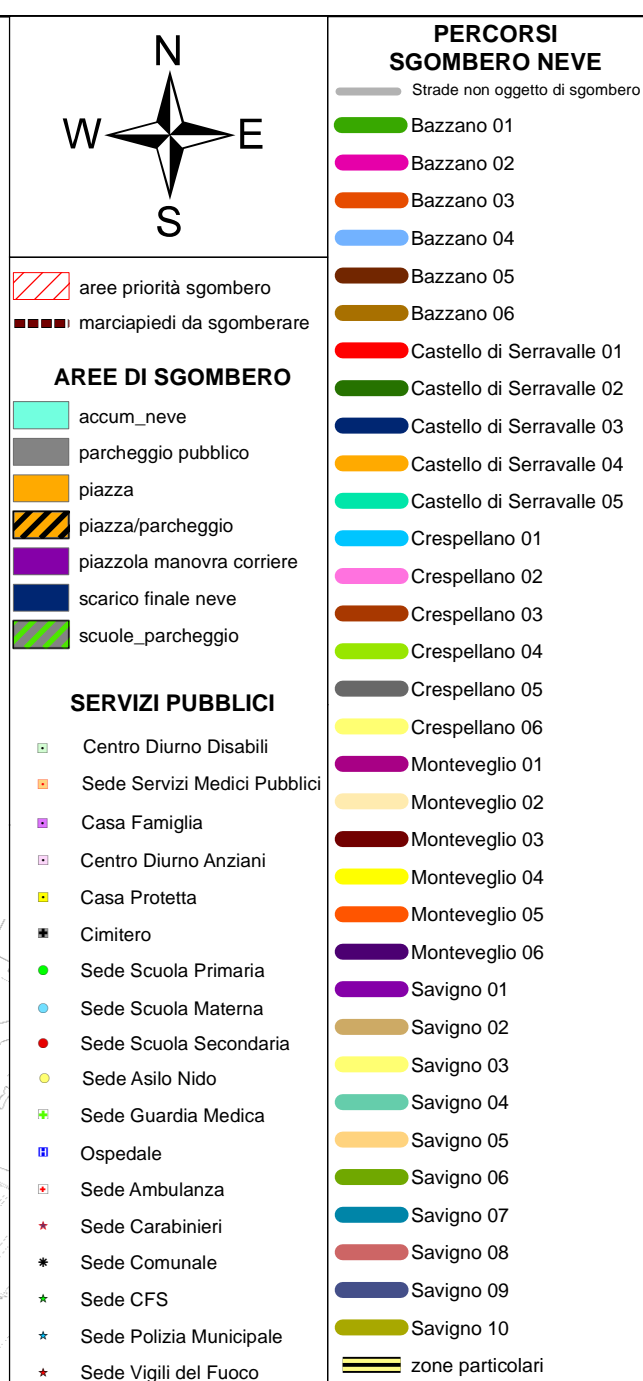 N
W E
S
aree priorità sgombero
marciapiedi da sgomberare
AREE DI SGOMBERO
accum_neve
parcheggio pubblico
piazza
piazza/parcheggio
piazzola manovra corriere
scarico finale neve
scuole_parcheggio
SERVIZI PUBBLICI
Centro Diurno Disabili
Sede Servizi Medici Pubblici
Casa Famiglia
Centro Diurno Anziani
Casa Protetta
Cimitero
Sede Scuola Primaria
Sede Scuola Materna
Sede Scuola Secondaria
Sede Asilo Nido
Sede Guardia Medica
H Ospedale
Sede Ambulanza
Sede Carabinieri
Sede Comunale
Sede CFS
Sede Polizia Municipale
Sede Vigili del Fuoco
PERCORSI
SGOMBERO NEVE
Strade non oggetto di sgombero
Bazzano 01
Bazzano 02
Bazzano 03
Bazzano 04
Bazzano 05
Bazzano 06
Castello di Serravalle 01
Castello di Serravalle 02
Castello di Serravalle 03
Castello di Serravalle 04
Castello di Serravalle 05
Crespellano 01
Crespellano 02
Crespellano 03
Crespellano 04
Crespellano 05
Crespellano 06
Monteveglio 01
Monteveglio 02
Monteveglio 03
Monteveglio 04
Monteveglio 05
Monteveglio 06
Savigno 01
Savigno 02
Savigno 03
Savigno 04
Savigno 05
Savigno 06
Savigno 07
Savigno 08
Savigno 09
Savigno 10
zone particolari